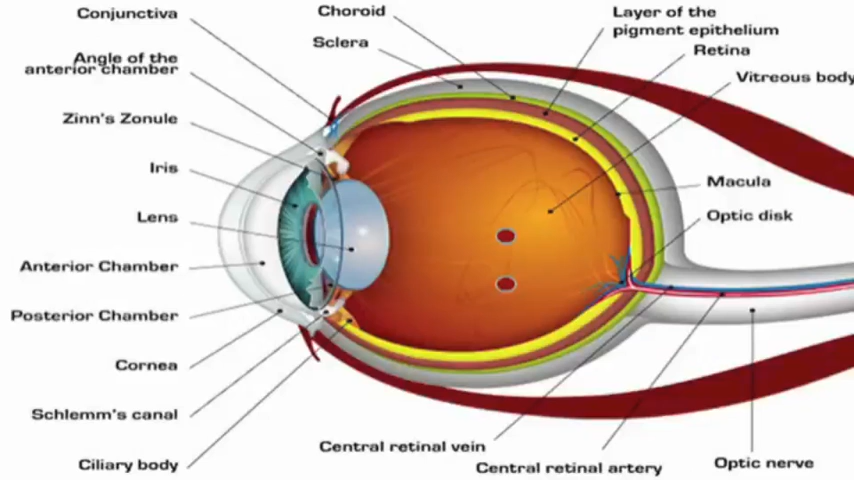 Conjunctiva
Angle of the
anterior chamber
Zinn's Zonule
Iris
Lens
Anterior Chamber
Posterior Chamber
Cornea
Schlemm's canal
Ciliary body
Choroid
Sclera
Layer of the
pigment epithelium
Retina
Vitreous body
Macula
Optic disk
Central retinal vein
Central retinal artery
Optic nerve